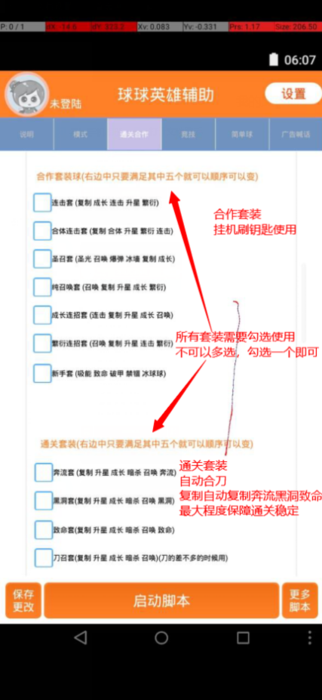 P: 0 / 1
Xv: 0.083
Yv: -0.331
Prs: 1.17
Size: 206.50
06:07
未登陆
球球英雄辅助
设置
说明
模式
通关合作
竞技
简单球
广告喊话
合作套装球(右边中只要满足其中五个就可以顺序可以变)
连击套 (复制 成长 连击 升星 繁衍)
合作套装
挂机刷钥匙使用
合体连击套 (复制 合体 升星 繁衍 连击)
圣召套 (圣光 召唤 爆弹 冰墙 复制 成长)
纯召唤套 (召唤 复制 升星 成长 繁衍)
成长连招套 (连击 复制 升星 成长 召唤)
所有套装需要勾选使用
不可以多选，勾选一个即可
繁衍连招套 (召唤 复制 升星 连击 繁衍)
新手套 (吸能 致命 破甲 禁锢 冰球球)
通关套装(右边中只要满足其中五个就可以顺序可以变)
奔流套(复制 升星 成长 暗杀 召唤 奔流)
通关套装
自动合刀
复制自动复制奔流黑洞致命
最大程度保障通关稳定
黑洞套(复制 升星 成长 暗杀 召唤 黑洞)
致命套(复制 升星 成长 暗杀 召唤 致命)
刀召套(复制 升星 成长 暗杀 召唤)(刀的差不多的时候用)
保存
更改
启动脚本
更多
脚本